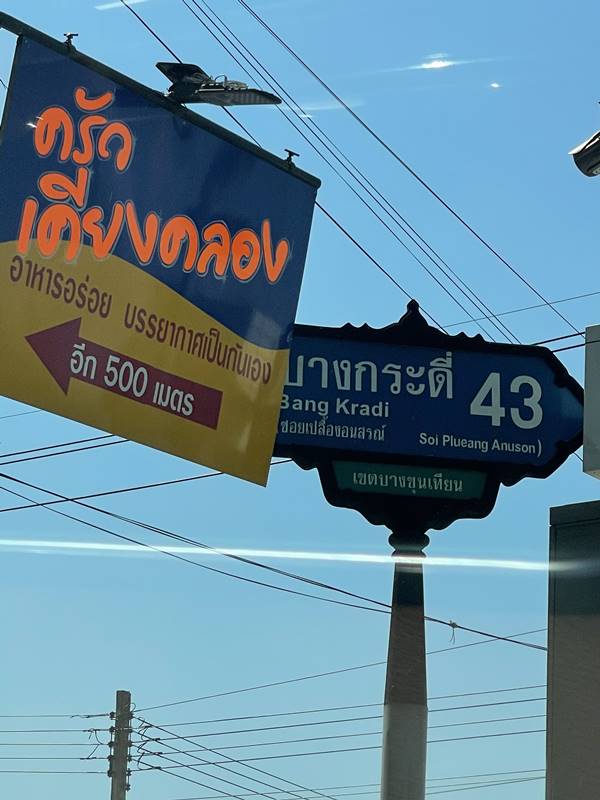 ครัว
เคียงคลอง
อาหารอร่อย บรรยากาศเป็นกันเอง
อีก 500 เมตร
บางกระดี่ 43
Bang Kradi
ซอยเปลื้องอนุสรณ์
Soi Plueang Anuson)
เขตบางขุนเทียน